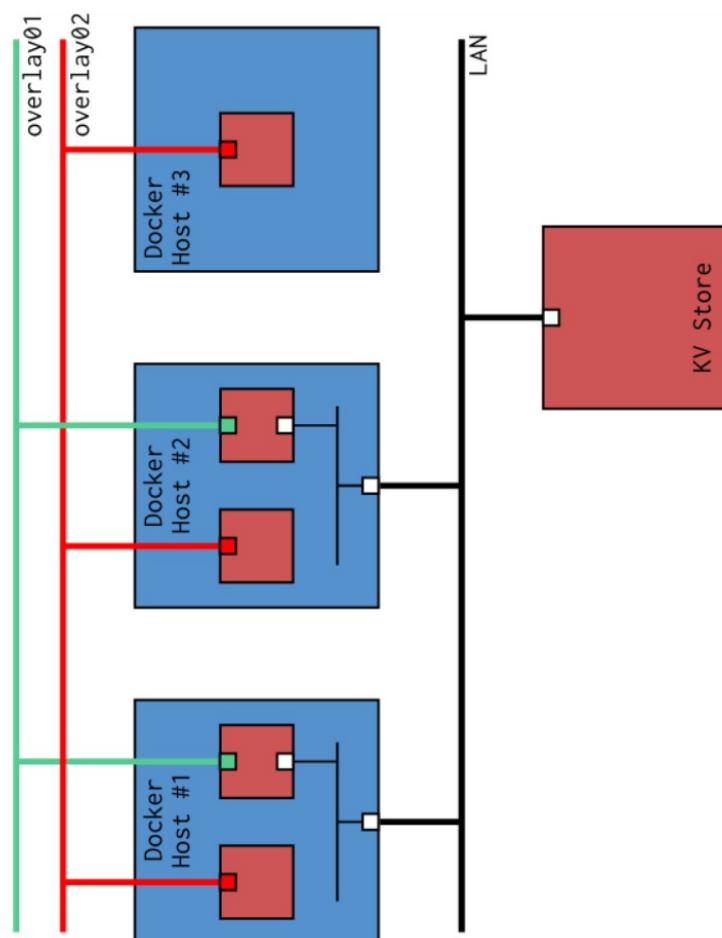 overlay01
overlay02
Docker
Host #1
Docker
Host #2
Docker
Host #3
LAN
KV Store